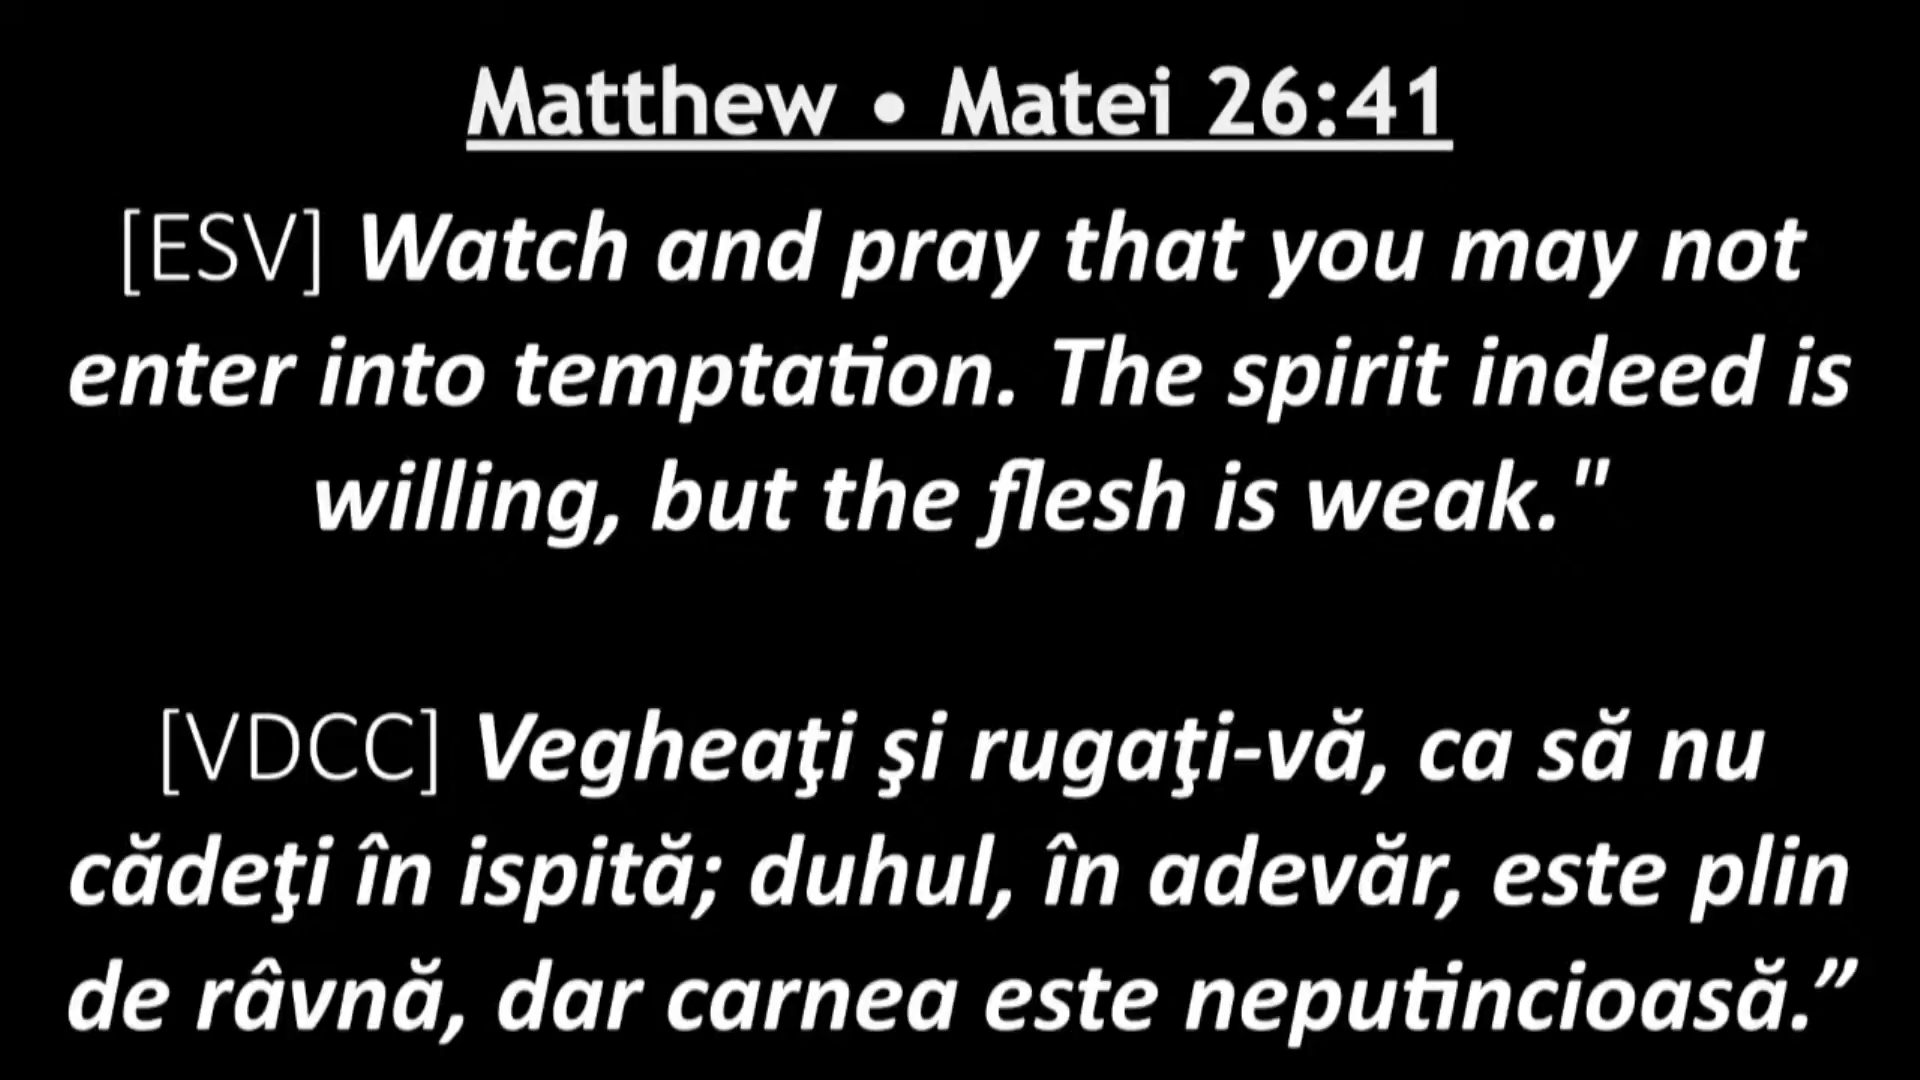 Matthew • Matei 26:41
[ESV] Watch and pray that you may not
enter into temptation. The spirit indeed is
willing, but the flesh is weak."
[VDCC] Vegheaţi şi rugaţi-vă, ca să nu
cădeţi în ispită; duhul, în adevăr, este plin
de râvnă, dar carnea este neputincioasă.”